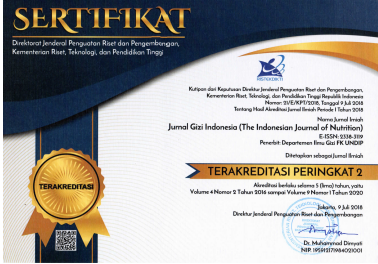 SERTIFIKAT
Direktorat Jenderal Penguatan Riset dan Pengembangan,
Kementerian Riset, Teknologi, dan Pendidikan Tinggi
RISTEKDIKTI
Kutipan dari Keputusan Direktur Jenderal Penguatan Riset dan Pengembangan,
Kementerian Riset, Teknologi, dan Pendidikan Tinggi Republik Indonesia
Nomor: 21/E/KPT/2018, Tanggal 9 Juli 2018
Tentang Hasil Akreditasi Jurnal Ilmiah Periode 1 Tahun 2018
Nama Jurnal Ilmiah
Jurnal Gizi Indonesia (The Indonesian Journal of Nutrition)
E-ISSN: 2338-3119
Penerbit: Departemen Ilmu Gizi FK UNDIP
Ditetapkan sebagai Jurnal Ilmiah
TERAKREDITASI PERINGKAT 2
TERAKREDITASI
Akreditasi berlaku selama 5 (lima) tahun, yaitu
Volume 4 Nomor 2 Tahun 2016 sampai Volume 9 Nomor 1 Tahun 2020
Jakarta, 9 Juli 2018
Direktur Jenderal Penguatan Riset dan Pengembangan
Dr. Muhammad Dimyati
NIP. 195912171984021001